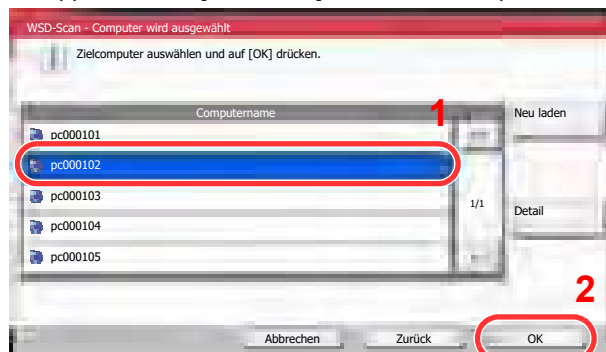 WSD-Scan - Computer wird ausgewählt
Zielcomputer auswählen und auf [OK] drücken.
Computername
1
Neu laden
pc000101
pc000102
pc000103
1/1
Detail
pc000104
pc000105
2
Abbrechen
Zurück
OK